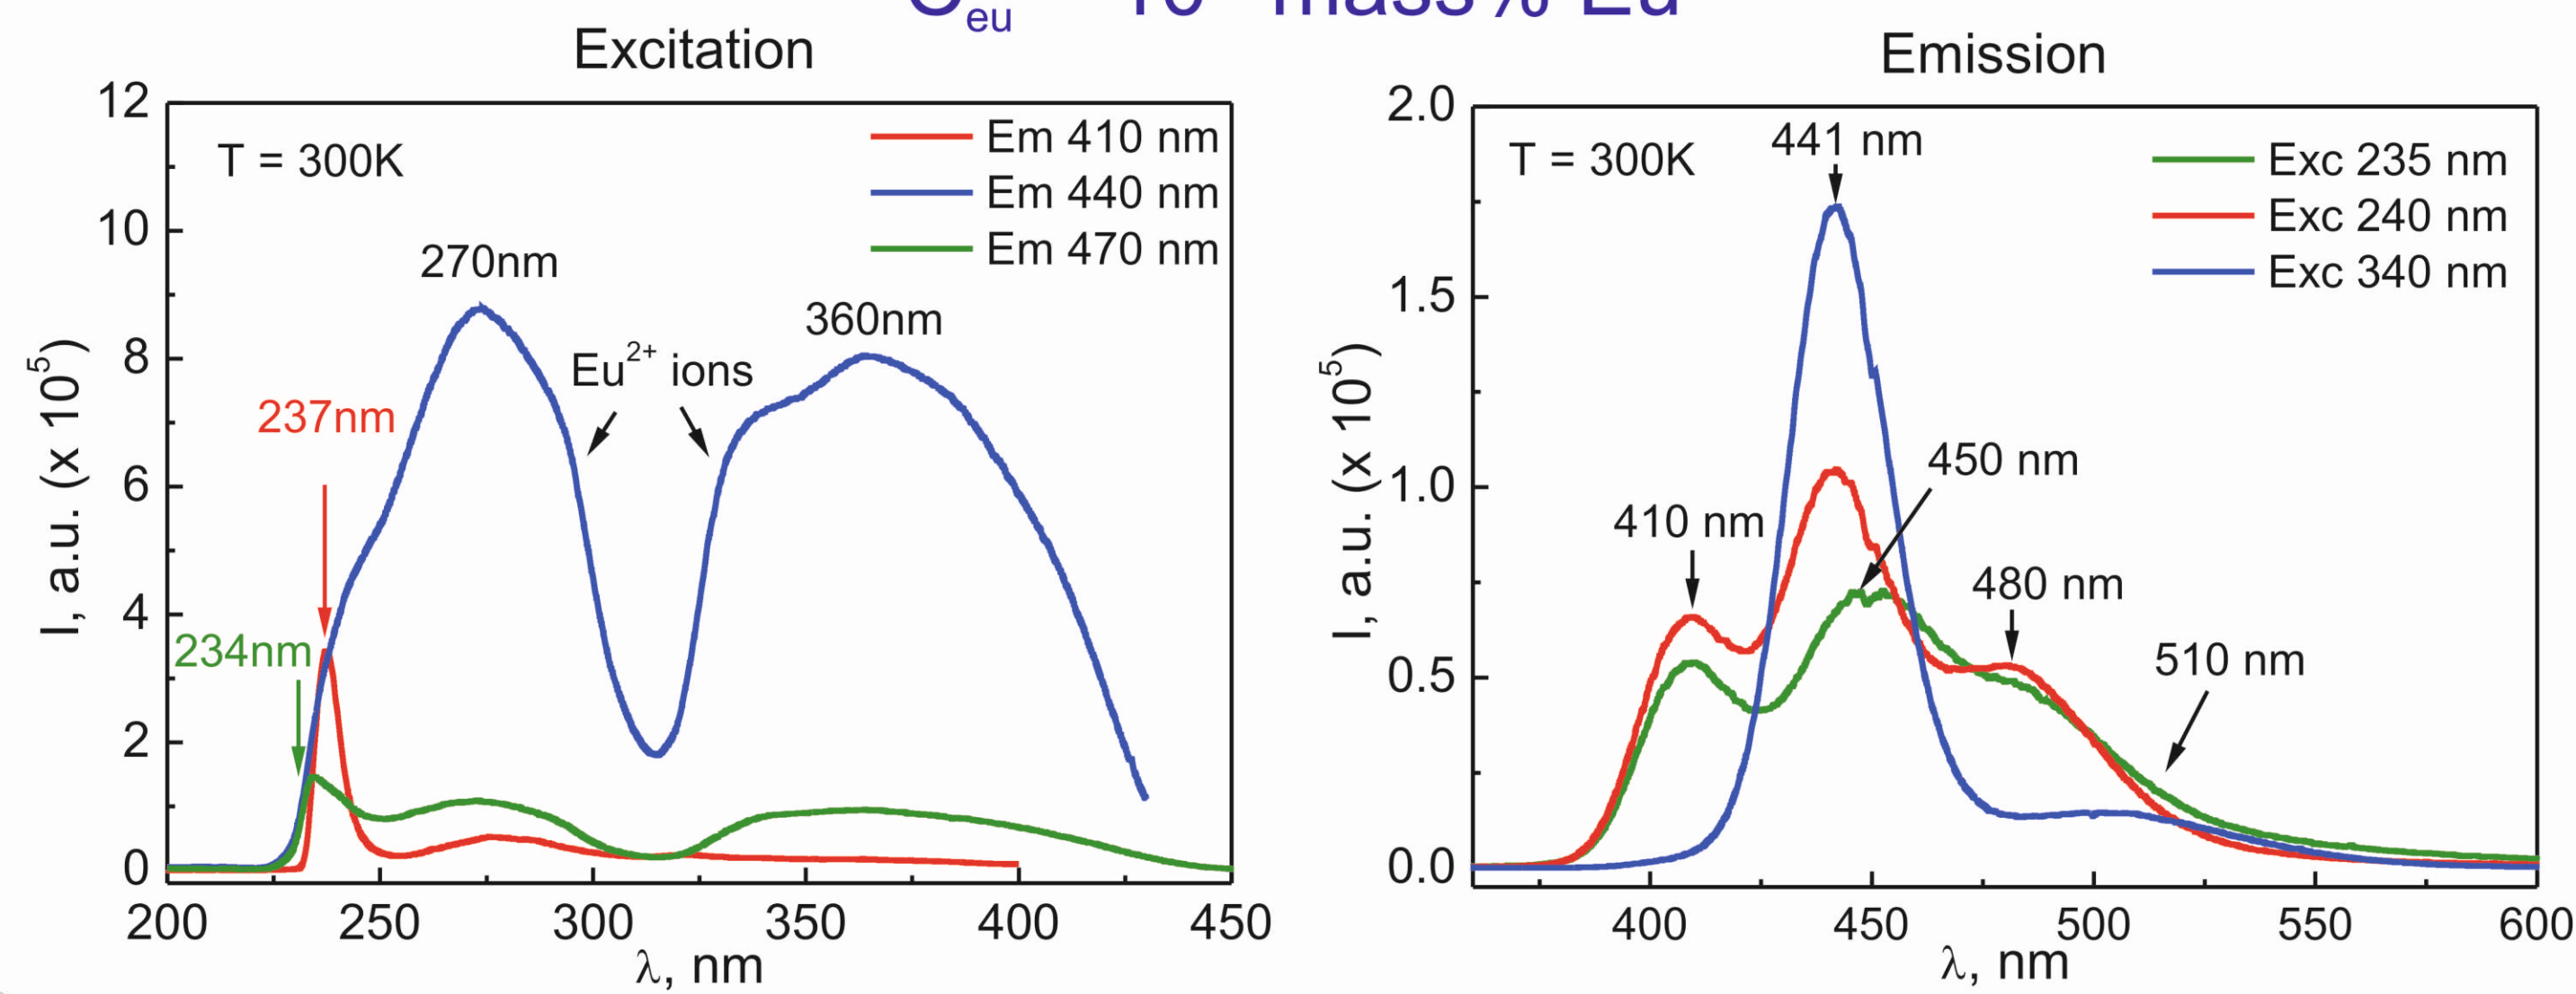 eu
mass% Eu
Excitation
12
10
8
6
4
2
0
I, a.u. (x 10⁵)
T = 300K
Em 410 nm
Em 440 nm
Em 470 nm
270nm
360nm
Eu²⁺ ions
237nm
234nm
200 250 300 350 400 450
λ, nm
Emission
2.0
1.5
1.0
0.5
0.0
I, a.u. (x 10⁵)
T = 300K
Exc 235 nm
Exc 240 nm
Exc 340 nm
441 nm
450 nm
410 nm
480 nm
510 nm
400 450 500 550 600
λ, nm